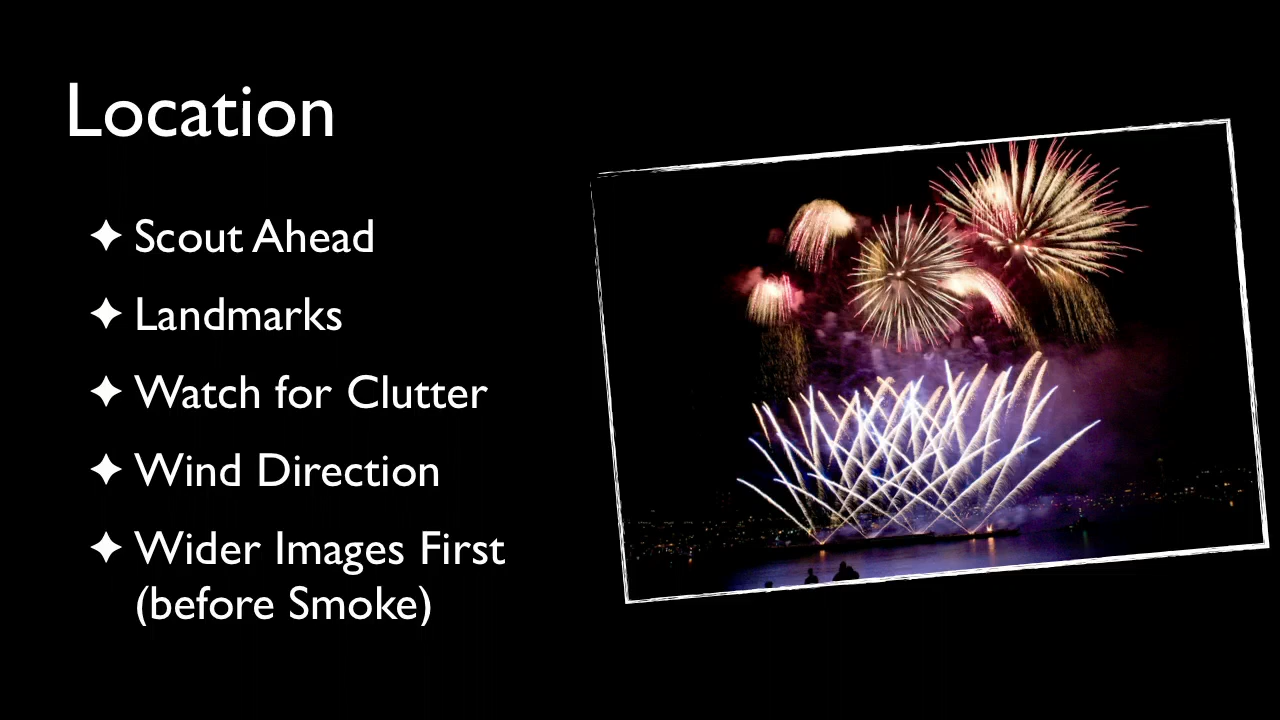 Location
✦ Scout Ahead
✦ Landmarks
✦ Watch for Clutter
✦ Wind Direction
✦ Wider Images First
(before Smoke)